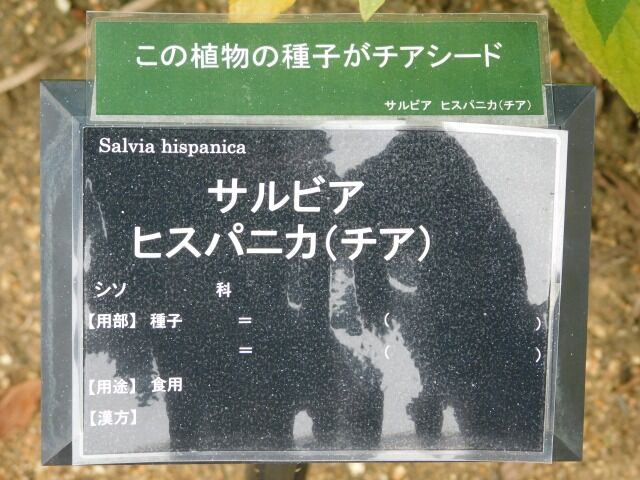 この植物の種子がチアシード
サルビア ヒスパニカ(チア)
Salvia hispanica
サルビア
ヒスパニカ(チア)
シソ 科
【用部】 種子 = ( )
= ( )
【用途】 食用
【漢方】